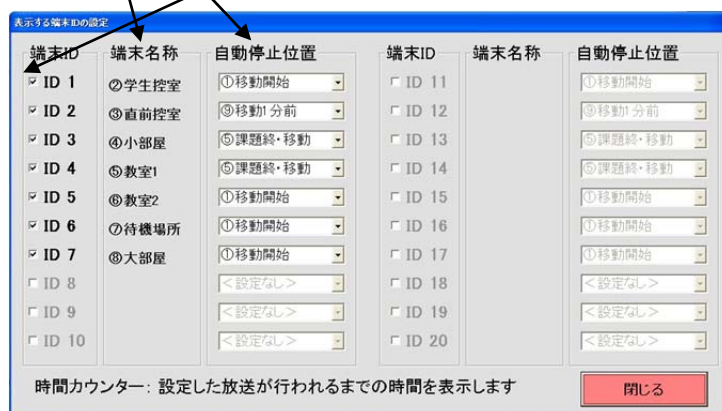 表示する端末IDの設定
端末ID 端末名称 自動停止位置 端末ID 端末名称 自動停止位置
ID 1 ②学生控室 ①移動開始 ID 11 ①移動開始
ID 2 ③直前控室 ⑨移動1分前 ID 12 ⑨移動1分前
ID 3 ④小部屋 ⑤課題終・移動 ID 13 ⑤課題終・移動
ID 4 ⑤教室1 ⑤課題終・移動 ID 14 ⑤課題終・移動
ID 5 ⑥教室2 ①移動開始 ID 15 ①移動開始
ID 6 ⑦待機場所 ①移動開始 ID 16 ①移動開始
ID 7 ⑧大部屋 ①移動開始 ID 17 ①移動開始
ID 8 <設定なし> ID 18 <設定なし>
ID 9 <設定なし> ID 19 <設定なし>
ID 10 <設定なし> ID 20 <設定なし>
時間カウンター: 設定した放送が行われるまでの時間を表示します 閉じる